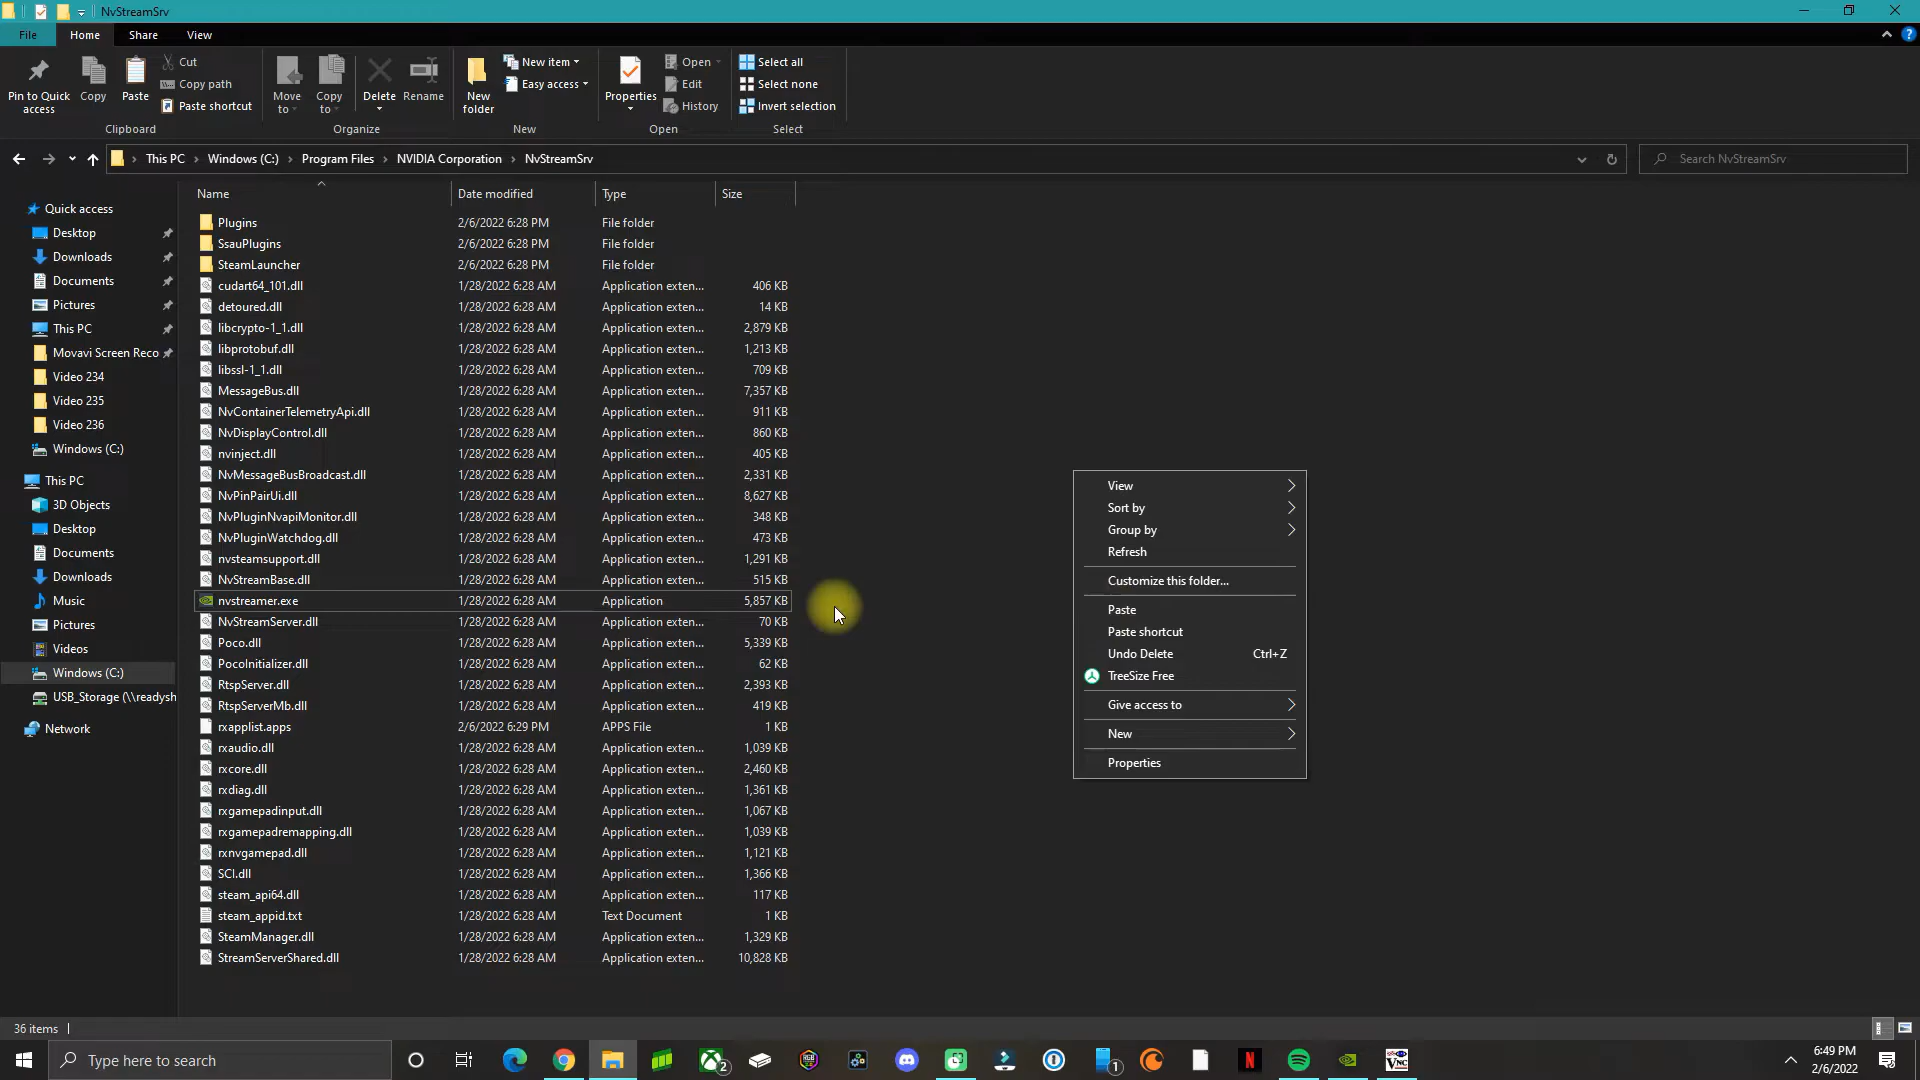 NvStreamSrv
File Home Share View
Pin to Quick access
Copy
Paste
Cut
Copy path
Paste shortcut
Clipboard
Move to
Copy to
Delete
Rename
Organize
New folder
New item
Easy access
New
Properties
Open
Edit
History
Open
Select all
Select none
Invert selection
Select
This PC › Windows (C:) › Program Files › NVIDIA Corporation › NvStreamSrv
Search NvStreamSrv
Quick access
Desktop
Downloads
Documents
Pictures
This PC
Movavi Screen Reco
Video 234
Video 235
Video 236
Windows (C:)
This PC
3D Objects
Desktop
Documents
Downloads
Music
Pictures
Videos
Windows (C:)
USB_Storage (\\readysh
Network
Name Date modified Type Size
Plugins 2/6/2022 6:28 PM File folder
SsauPlugins 2/6/2022 6:28 PM File folder
SteamLauncher 2/6/2022 6:28 PM File folder
cudart64_101.dll 1/28/2022 6:28 AM Application exten... 406 KB
detoured.dll 1/28/2022 6:28 AM Application exten... 14 KB
libcrypto-1_1.dll 1/28/2022 6:28 AM Application exten... 2,879 KB
libprotobuf.dll 1/28/2022 6:28 AM Application exten... 1,213 KB
libssl-1_1.dll 1/28/2022 6:28 AM Application exten... 709 KB
MessageBus.dll 1/28/2022 6:28 AM Application exten... 7,357 KB
NvContainerTelemetryApi.dll 1/28/2022 6:28 AM Application exten... 911 KB
NvDisplayControl.dll 1/28/2022 6:28 AM Application exten... 860 KB
nvinject.dll 1/28/2022 6:28 AM Application exten... 405 KB
NvMessageBusBroadcast.dll 1/28/2022 6:28 AM Application exten... 2,331 KB
NvPinPairUi.dll 1/28/2022 6:28 AM Application exten... 8,627 KB
NvPluginNvapiMonitor.dll 1/28/2022 6:28 AM Application exten... 348 KB
NvPluginWatchdog.dll 1/28/2022 6:28 AM Application exten... 473 KB
nvsteamsupport.dll 1/28/2022 6:28 AM Application exten... 1,291 KB
NvStreamBase.dll 1/28/2022 6:28 AM Application exten... 515 KB
nvstreamer.exe 1/28/2022 6:28 AM Application 5,857 KB
NvStreamServer.dll 1/28/2022 6:28 AM Application exten... 70 KB
Poco.dll 1/28/2022 6:28 AM Application exten... 5,339 KB
PocoInitializer.dll 1/28/2022 6:28 AM Application exten... 62 KB
RtspServer.dll 1/28/2022 6:28 AM Application exten... 2,393 KB
RtspServerMb.dll 1/28/2022 6:28 AM Application exten... 419 KB
rxapplist.apps 2/6/2022 6:29 PM APPS File 1 KB
rxaudio.dll 1/28/2022 6:28 AM Application exten... 1,039 KB
rxcore.dll 1/28/2022 6:28 AM Application exten... 2,460 KB
rxdiag.dll 1/28/2022 6:28 AM Application exten... 1,361 KB
rxgamepadinput.dll 1/28/2022 6:28 AM Application exten... 1,067 KB
rxgamepadremapping.dll 1/28/2022 6:28 AM Application exten... 1,039 KB
rxnvgamepad.dll 1/28/2022 6:28 AM Application exten... 1,121 KB
SCI.dll 1/28/2022 6:28 AM Application exten... 1,366 KB
steam_api64.dll 1/28/2022 6:28 AM Application exten... 117 KB
steam_appid.txt 1/28/2022 6:28 AM Text Document 1 KB
SteamManager.dll 1/28/2022 6:28 AM Application exten... 1,329 KB
StreamServerShared.dll 1/28/2022 6:28 AM Application exten... 10,828 KB
View
Sort by
Group by
Refresh
Customize this folder...
Paste
Paste shortcut
Undo Delete Ctrl+Z
TreeSize Free
Give access to
New
Properties
36 items
Type here to search
2
1
VNC
6:49 PM
2/6/2022